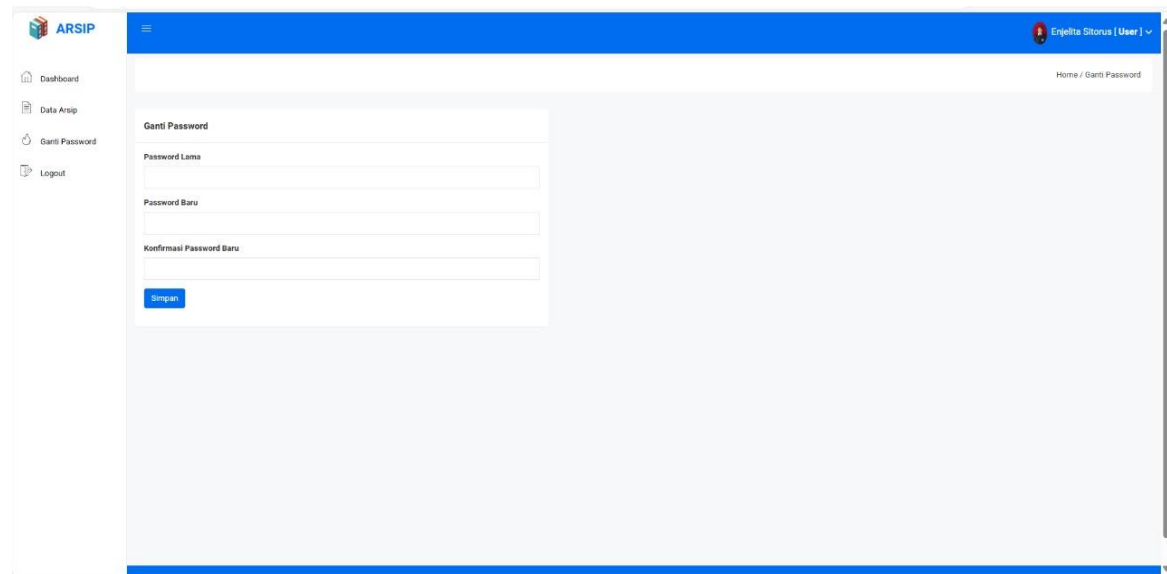 ARSIP
Enjelita Sitorus [ User ]
Dashboard
Data Arsip
Ganti Password
Logout
Home / Ganti Password
Ganti Password
Password Lama
Password Baru
Konfirmasi Password Baru
Simpan